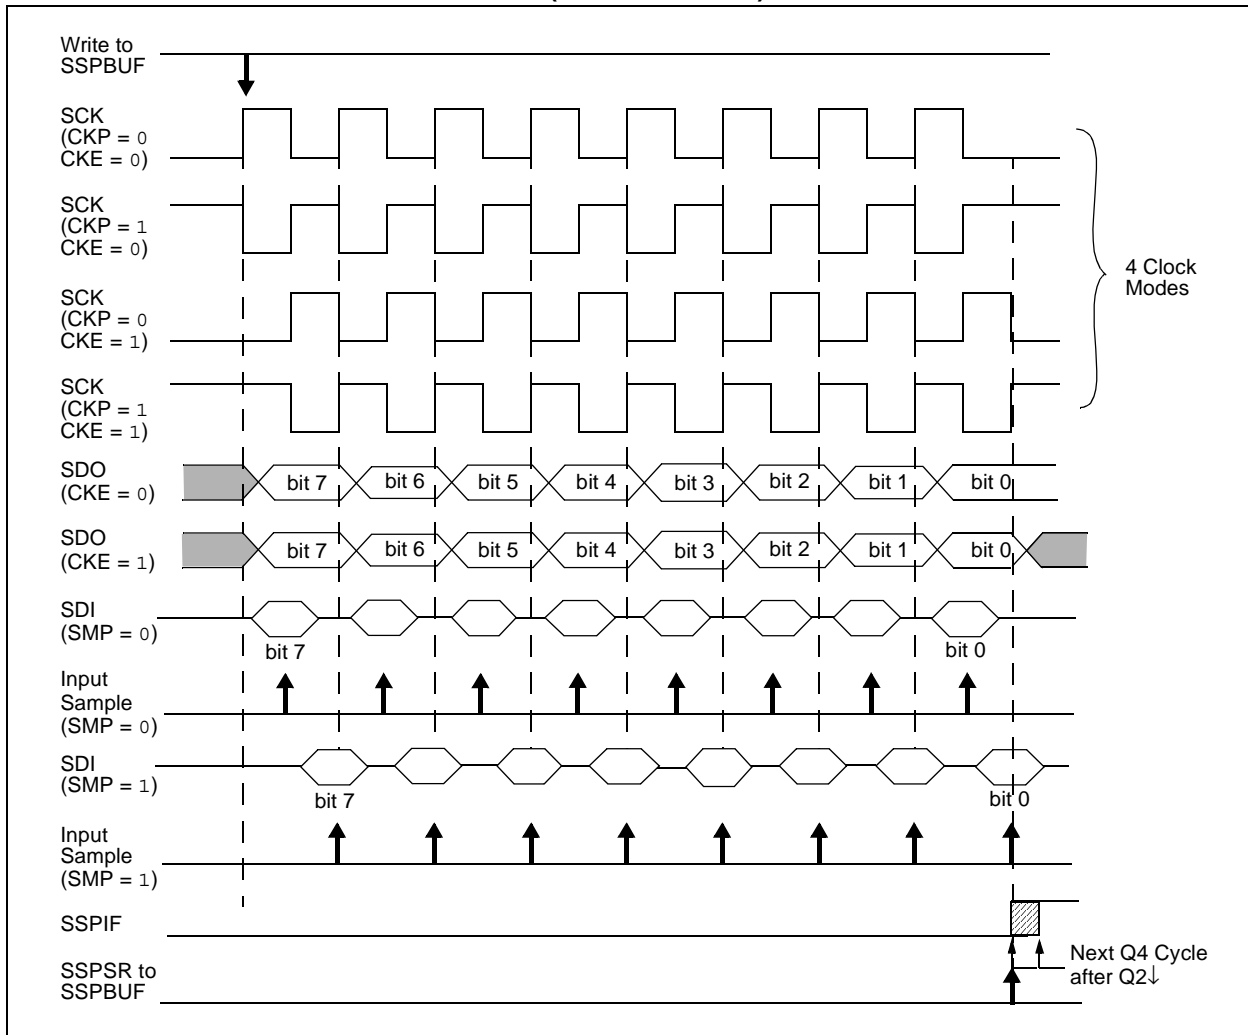 Write to
SSPBUF
SCK
(CKP = 0
CKE = 0)
SCK
(CKP = 1
CKE = 0)
4 Clock
Modes
SCK
(CKP = 0
CKE = 1)
SCK
(CKP = 1
CKE = 1)
SDO
(CKE = 0)
bit 7 bit 6 bit 5 bit 4 bit 3 bit 2 bit 1 bit 0
SDO
(CKE = 1)
bit 7 bit 6 bit 5 bit 4 bit 3 bit 2 bit 1 bit 0
SDI
(SMP = 0)
bit 7 bit 0
Input
Sample
(SMP = 0)
SDI
(SMP = 1)
bit 7 bit 0
Input
Sample
(SMP = 1)
SSPIF
Next Q4 Cycle
after Q2↓
SSPSR to
SSPBUF